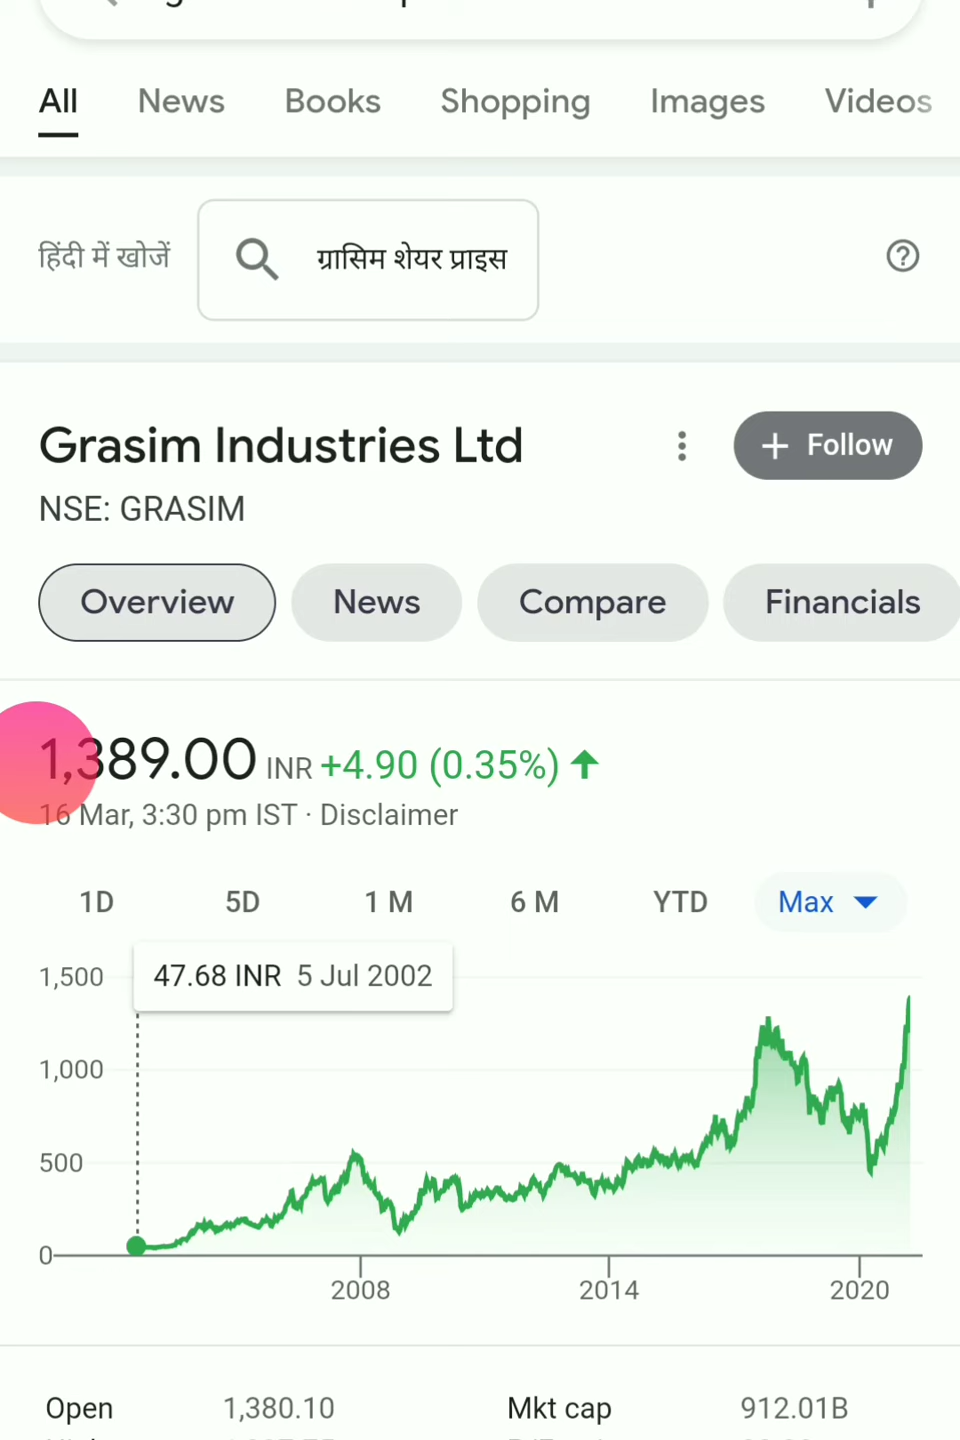 All News Books Shopping Images Videos
हिंदी में खोजें ग्रासिम शेयर प्राइस
Grasim Industries Ltd
+ Follow
NSE: GRASIM
Overview News Compare Financials
1,389.00 INR +4.90 (0.35%)
16 Mar, 3:30 pm IST · Disclaimer
1D 5D 1 M 6 M YTD Max
47.68 INR 5 Jul 2002
1,500
1,000
500
0
2008 2014 2020
Open 1,380.10 Mkt cap 912.01B